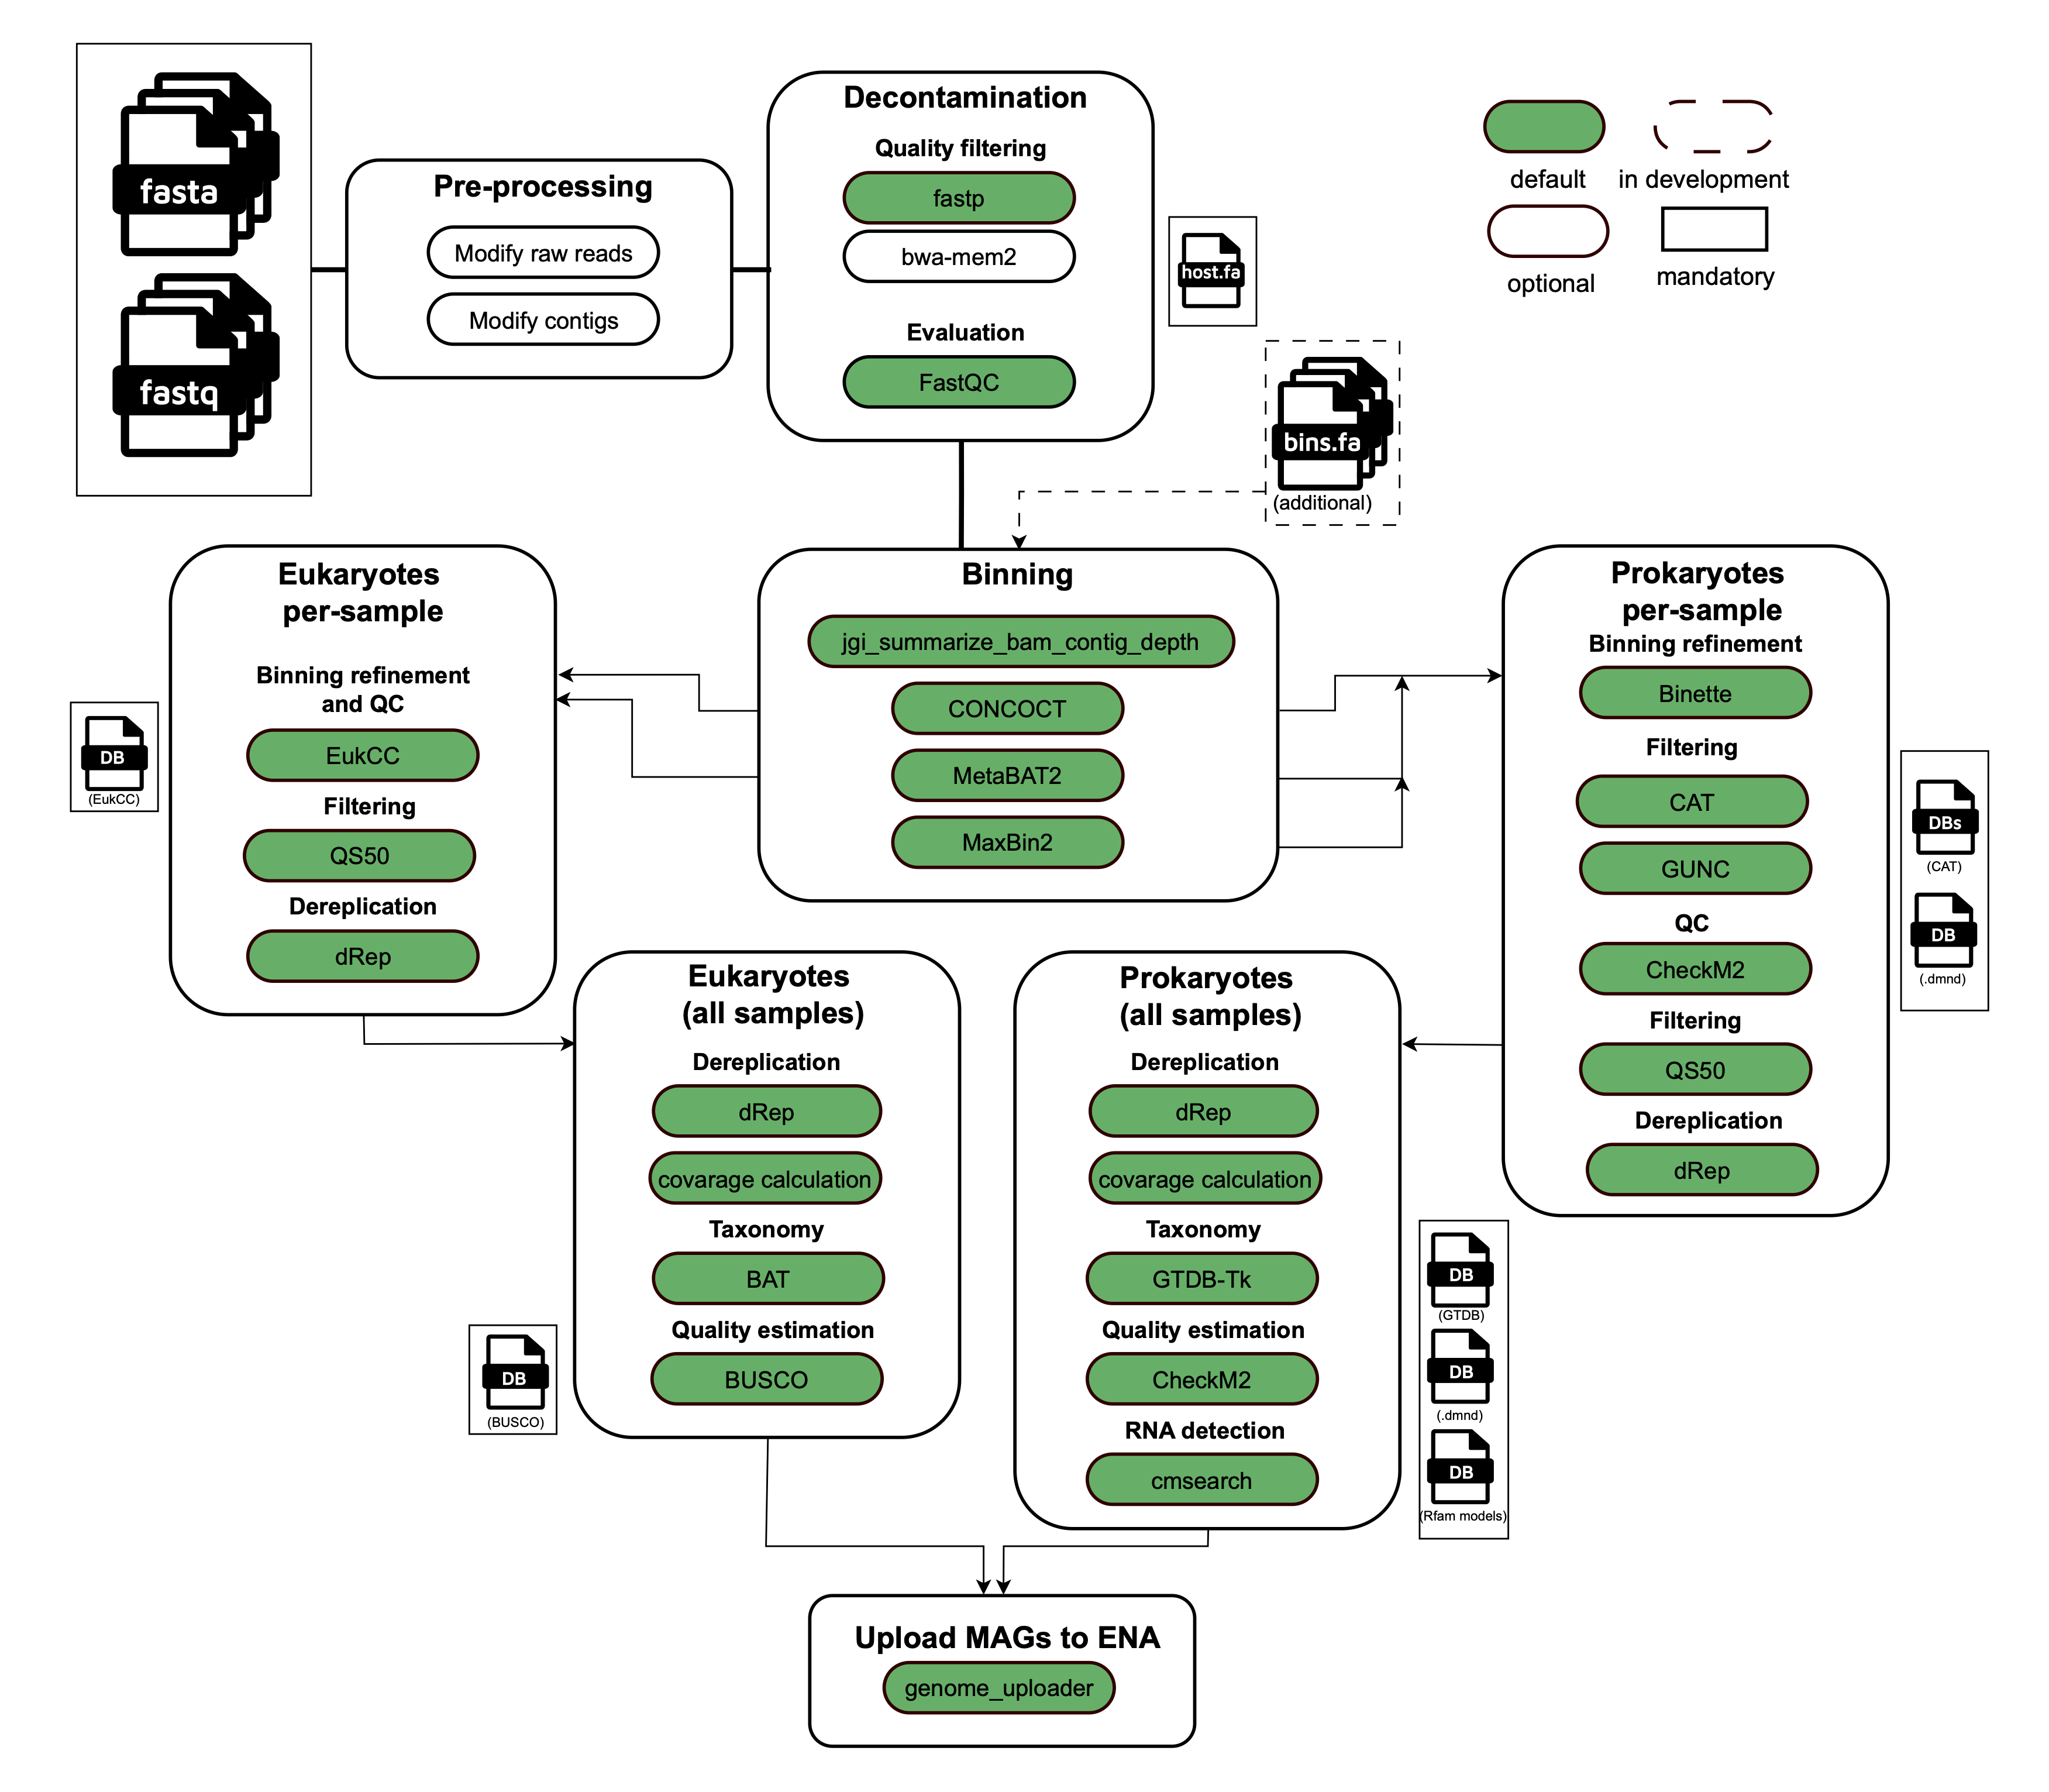 fasta
fastq
Pre-processing
Modify raw reads
Modify contigs
Decontamination
Quality filtering
fastp
bwa-mem2
Evaluation
FastQC
host.fa
default
in development
optional
mandatory
bins.fa
(additional)
Eukaryotes
per-sample
Binning refinement
and QC
EukCC
Filtering
QS50
Dereplication
dRep
DB
(EukCC)
Binning
jgi_summarize_bam_contig_depth
CONCOCT
MetaBAT2
MaxBin2
Prokaryotes
per-sample
Binning refinement
Binette
Filtering
CAT
GUNC
QC
CheckM2
Filtering
QS50
Dereplication
dRep
DBs
(CAT)
DB
(.dmnd)
Eukaryotes
(all samples)
Dereplication
dRep
covarage calculation
Taxonomy
BAT
Quality estimation
BUSCO
DB
(BUSCO)
Prokaryotes
(all samples)
Dereplication
dRep
covarage calculation
Taxonomy
GTDB-Tk
Quality estimation
CheckM2
RNA detection
cmsearch
DB
(GTDB)
DB
(.dmnd)
DB
(Rfam models)
Upload MAGs to ENA
genome_uploader